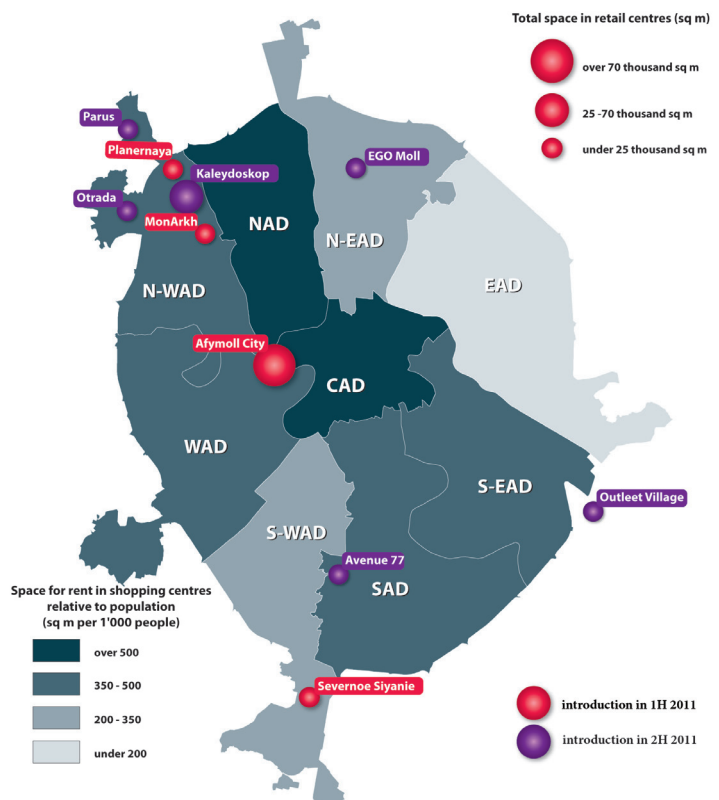 Total space in retail centres (sq m)
over 70 thousand sq m
25 -70 thousand sq m
under 25 thousand sq m
Parus
Planernaya
Kaleydoskop
EGO Moll
Otrada
MonArkh
NAD
N-EAD
N-WAD
EAD
Afymoll City
CAD
WAD
S-EAD
Outleet Village
S-WAD
Avenue 77
SAD
Space for rent in shopping centres
relative to population
(sq m per 1'000 people)
over 500
350 - 500
200 - 350
under 200
Severnoe Siyanie
introduction in 1H 2011
introduction in 2H 2011